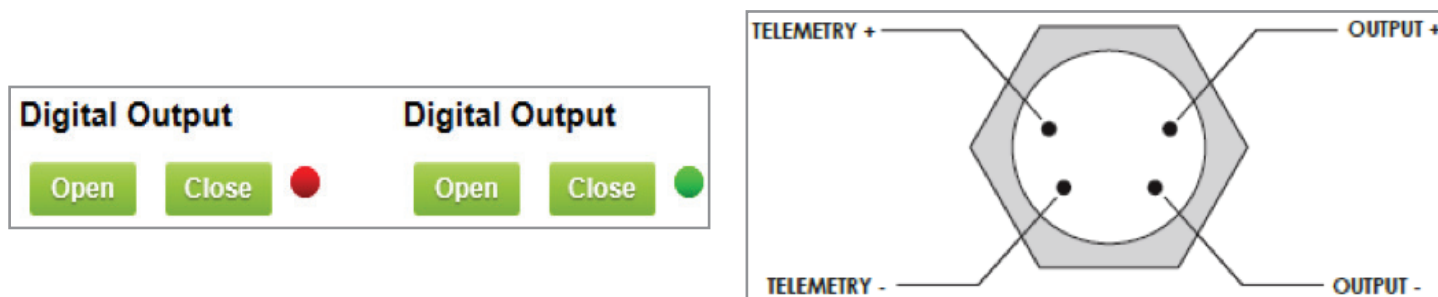 Digital Output
Open Close
Digital Output
Open Close
TELEMETRY +
OUTPUT +
TELEMETRY -
OUTPUT -